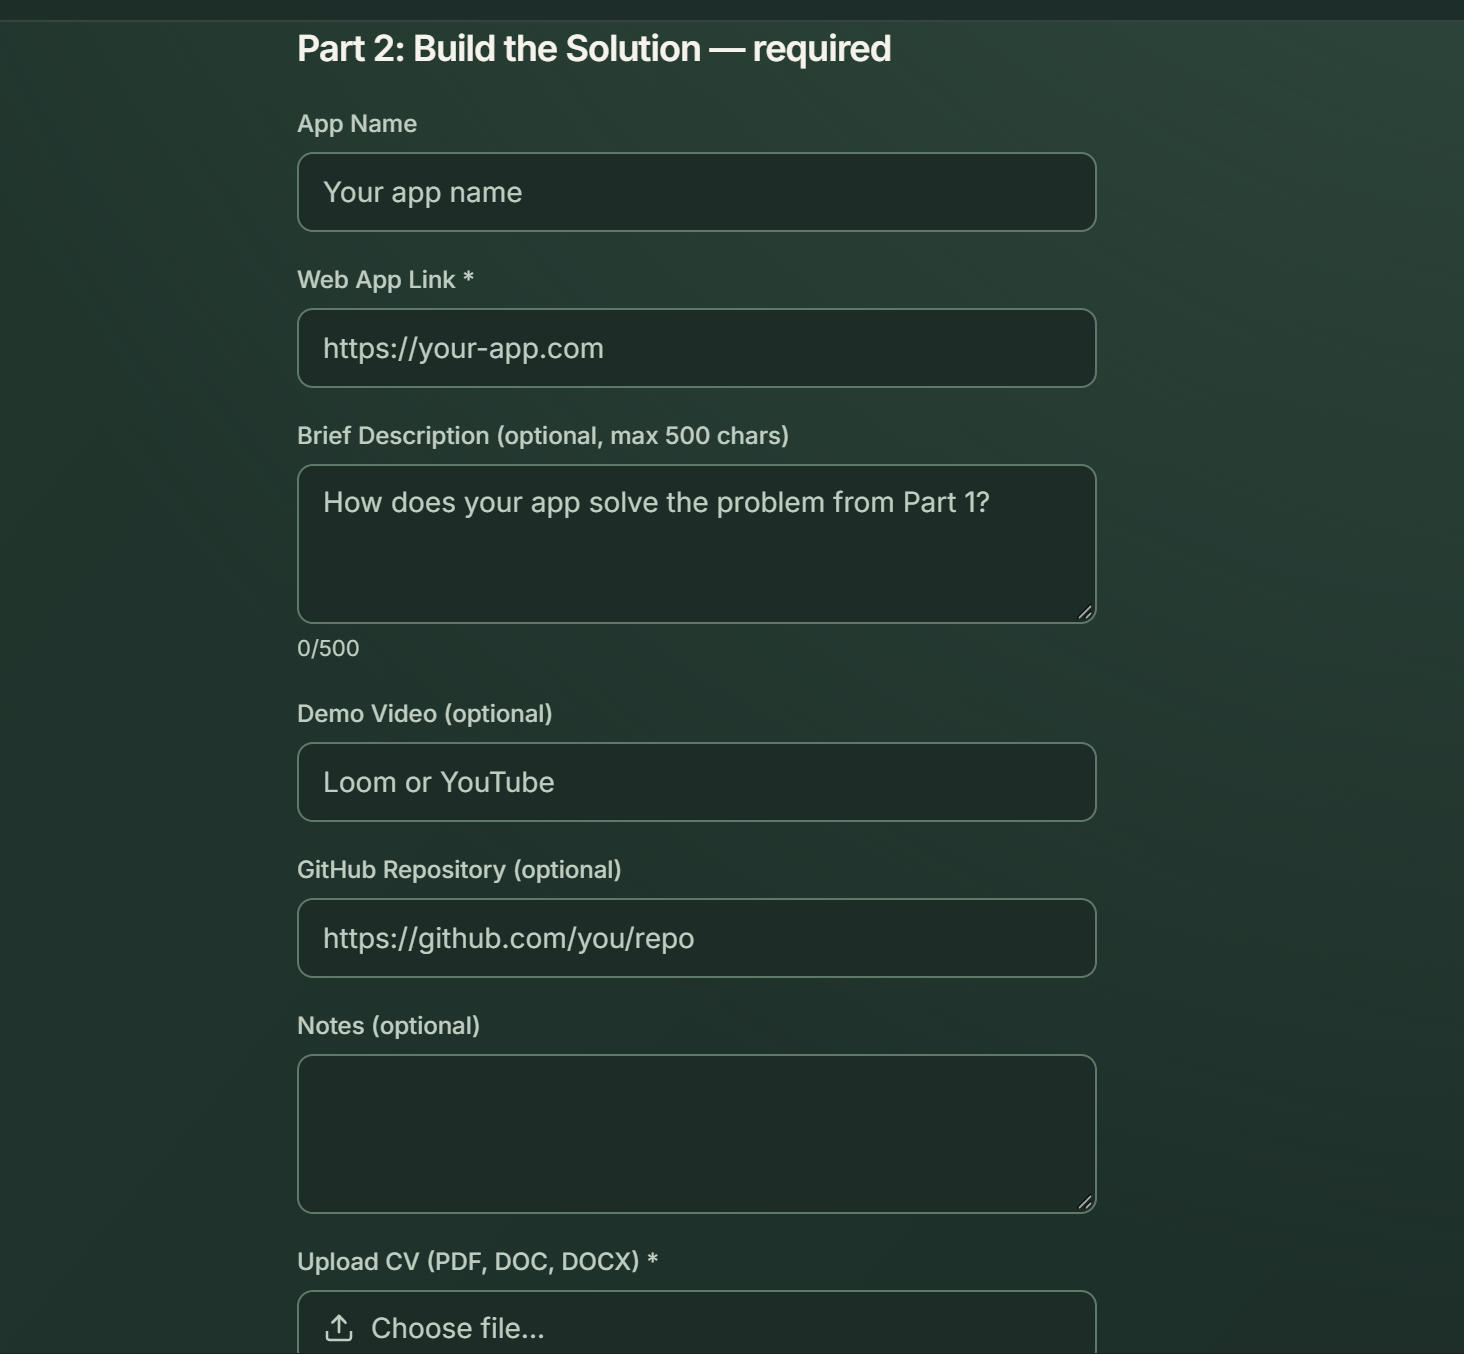 Part 2: Build the Solution — required
App Name
Your app name
Web App Link *
https://your-app.com
Brief Description (optional, max 500 chars)
How does your app solve the problem from Part 1?
0/500
Demo Video (optional)
Loom or YouTube
GitHub Repository (optional)
https://github.com/you/repo
Notes (optional)
Upload CV (PDF, DOC, DOCX) *
Choose file...